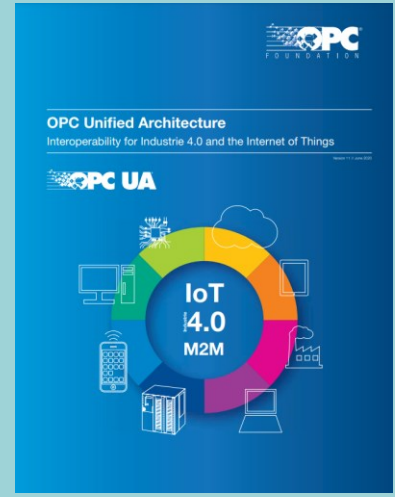 OPC
FOUNDATION
OPC Unified Architecture
Interoperability for Industrie 4.0 and the Internet of Things
OPC UA
IoT
Industrie 4.0
M2M